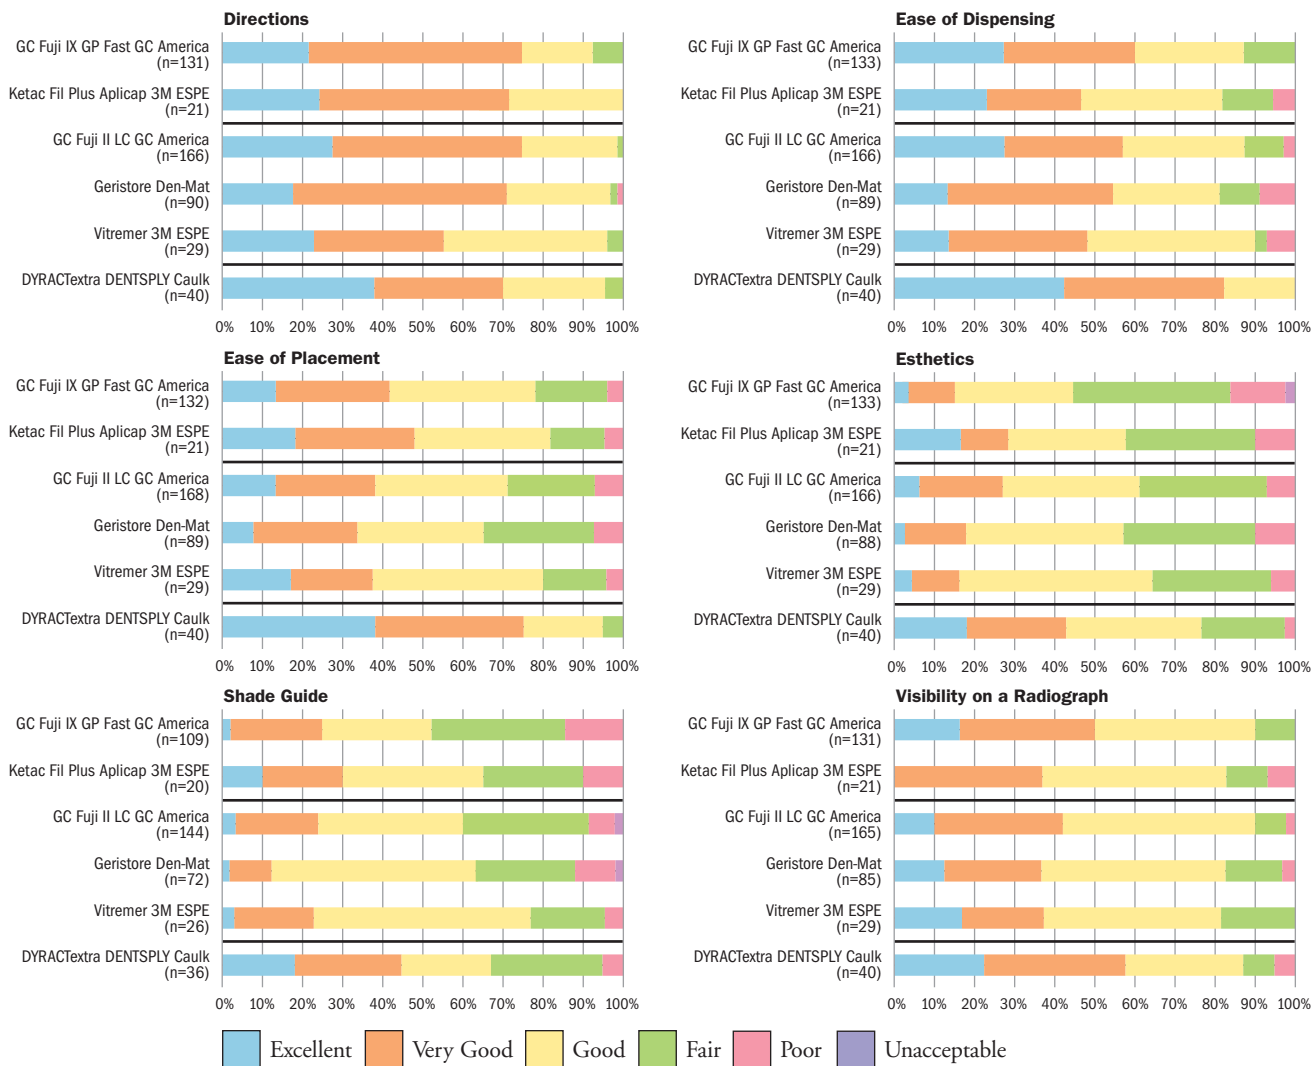 Directions
GC Fuji IX GP Fast GC America
(n=131)
Ketac Fil Plus Aplicap 3M ESPE
(n=21)
GC Fuji II LC GC America
(n=166)
Geristore Den-Mat
(n=90)
Vitremer 3M ESPE
(n=29)
DYRACTextra DENTSPLY Caulk
(n=40)
0% 10% 20% 30% 40% 50% 60% 70% 80% 90% 100%
Ease of Dispensing
GC Fuji IX GP Fast GC America
(n=133)
Ketac Fil Plus Aplicap 3M ESPE
(n=21)
GC Fuji II LC GC America
(n=166)
Geristore Den-Mat
(n=89)
Vitremer 3M ESPE
(n=29)
DYRACTextra DENTSPLY Caulk
(n=40)
0% 10% 20% 30% 40% 50% 60% 70% 80% 90% 100%
Ease of Placement
GC Fuji IX GP Fast GC America
(n=132)
Ketac Fil Plus Aplicap 3M ESPE
(n=21)
GC Fuji II LC GC America
(n=168)
Geristore Den-Mat
(n=89)
Vitremer 3M ESPE
(n=29)
DYRACTextra DENTSPLY Caulk
(n=40)
0% 10% 20% 30% 40% 50% 60% 70% 80% 90% 100%
Esthetics
GC Fuji IX GP Fast GC America
(n=133)
Ketac Fil Plus Aplicap 3M ESPE
(n=21)
GC Fuji II LC GC America
(n=166)
Geristore Den-Mat
(n=88)
Vitremer 3M ESPE
(n=29)
DYRACTextra DENTSPLY Caulk
(n=40)
0% 10% 20% 30% 40% 50% 60% 70% 80% 90% 100%
Shade Guide
GC Fuji IX GP Fast GC America
(n=109)
Ketac Fil Plus Aplicap 3M ESPE
(n=20)
GC Fuji II LC GC America
(n=144)
Geristore Den-Mat
(n=72)
Vitremer 3M ESPE
(n=26)
DYRACTextra DENTSPLY Caulk
(n=36)
0% 10% 20% 30% 40% 50% 60% 70% 80% 90% 100%
Visibility on a Radiograph
GC Fuji IX GP Fast GC America
(n=131)
Ketac Fil Plus Aplicap 3M ESPE
(n=21)
GC Fuji II LC GC America
(n=165)
Geristore Den-Mat
(n=85)
Vitremer 3M ESPE
(n=29)
DYRACTextra DENTSPLY Caulk
(n=40)
0% 10% 20% 30% 40% 50% 60% 70% 80% 90% 100%
Excellent Very Good Good Fair Poor Unacceptable